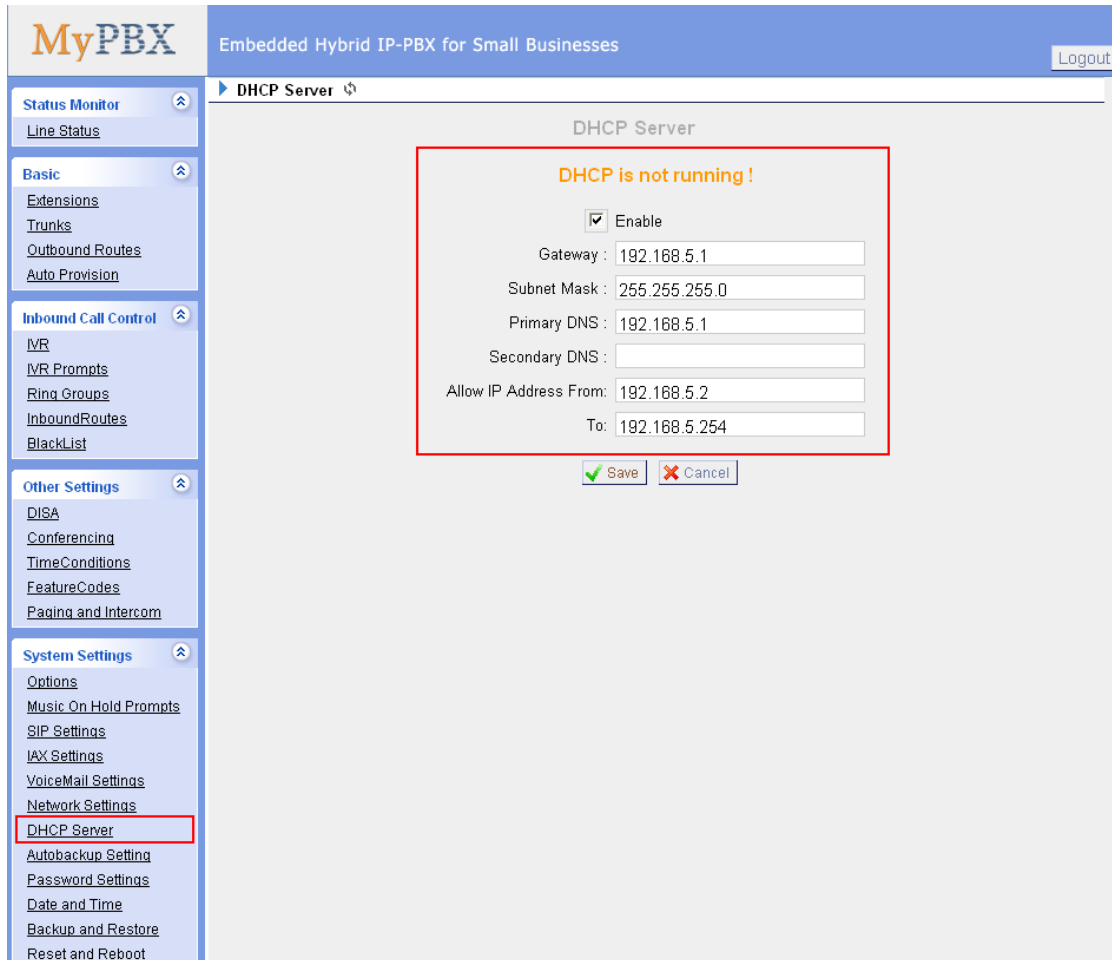 MyPBX
Embedded Hybrid IP-PBX for Small Businesses
Logout
Status Monitor
Line Status
Basic
Extensions
Trunks
Outbound Routes
Auto Provision
Inbound Call Control
IVR
IVR Prompts
Ring Groups
InboundRoutes
BlackList
Other Settings
DISA
Conferencing
TimeConditions
FeatureCodes
Paging and Intercom
System Settings
Options
Music On Hold Prompts
SIP Settings
IAX Settings
VoiceMail Settings
Network Settings
DHCP Server
Autobackup Setting
Password Settings
Date and Time
Backup and Restore
Reset and Reboot
DHCP Server
DHCP Server
DHCP is not running !
Enable
Gateway : 192.168.5.1
Subnet Mask : 255.255.255.0
Primary DNS : 192.168.5.1
Secondary DNS :
Allow IP Address From: 192.168.5.2
To: 192.168.5.254
Save Cancel